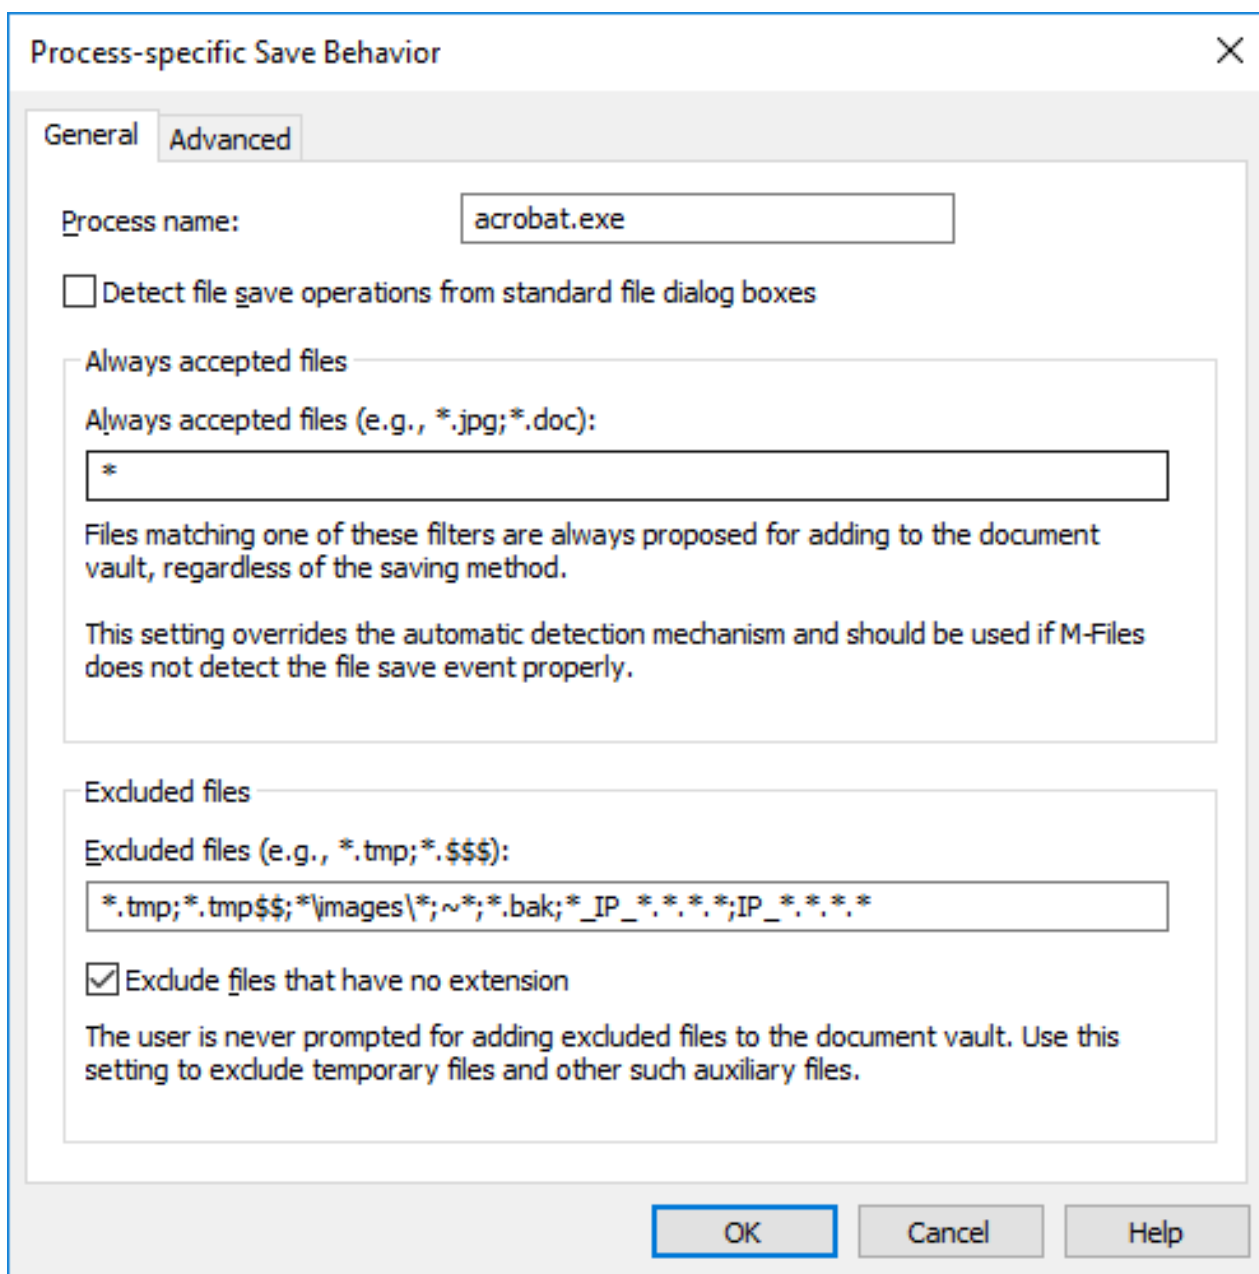 Process-specific Save Behavior
General
Advanced
Process name:
acrobat.exe
Detect file save operations from standard file dialog boxes
Always accepted files
Always accepted files (e.g., *.jpg;*.doc):
*
Files matching one of these filters are always proposed for adding to the document
vault, regardless of the saving method.
This setting overrides the automatic detection mechanism and should be used if M-Files
does not detect the file save event properly.
Excluded files
Excluded files (e.g., *.tmp;*.$$$):
*.tmp;*.tmp$$;*\images\*;~*;*.bak;*_IP_*.*.*.*;IP_*.*.*.*
Exclude files that have no extension
The user is never prompted for adding excluded files to the document vault. Use this
setting to exclude temporary files and other such auxiliary files.
OK
Cancel
Help